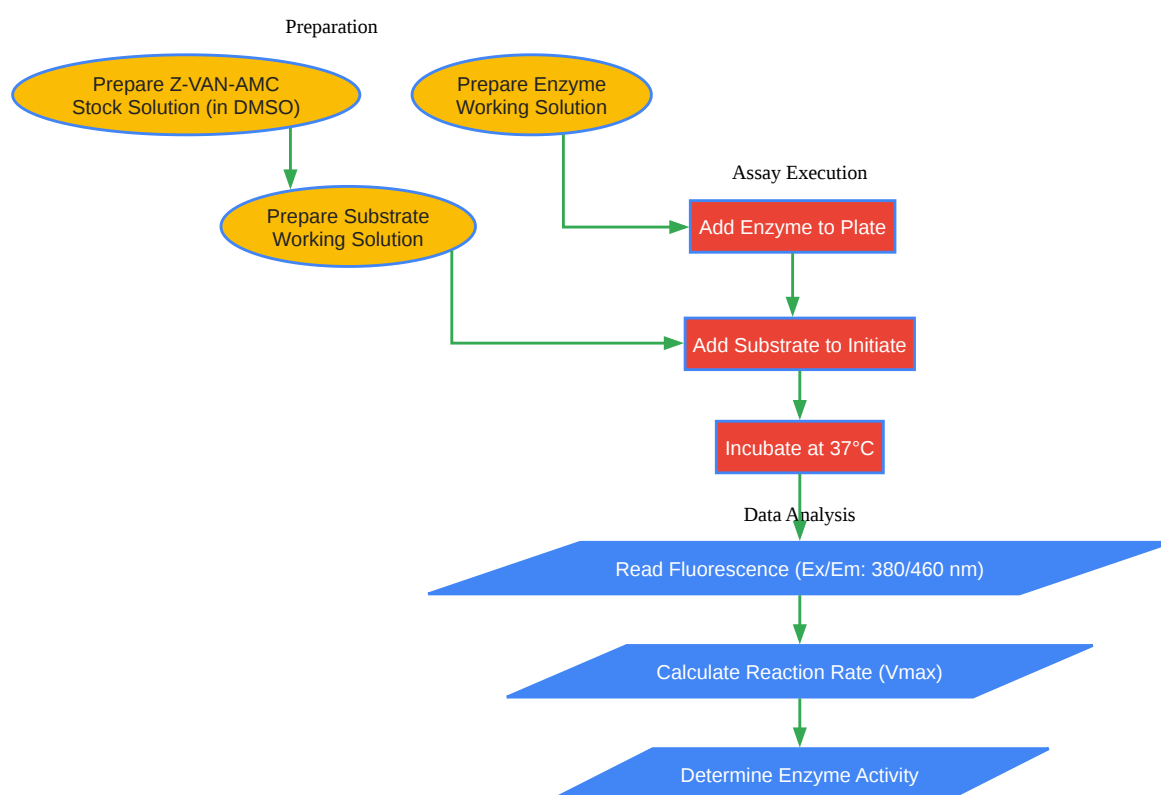 Preparation
Prepare Z-VAN-AMC
Stock Solution (in DMSO)
Prepare Enzyme
Working Solution
Prepare Substrate
Working Solution
Assay Execution
Add Enzyme to Plate
Add Substrate to Initiate
Incubate at 37°C
Data Analysis
Read Fluorescence (Ex/Em: 380/460 nm)
Calculate Reaction Rate (Vmax)
Determine Enzyme Activity